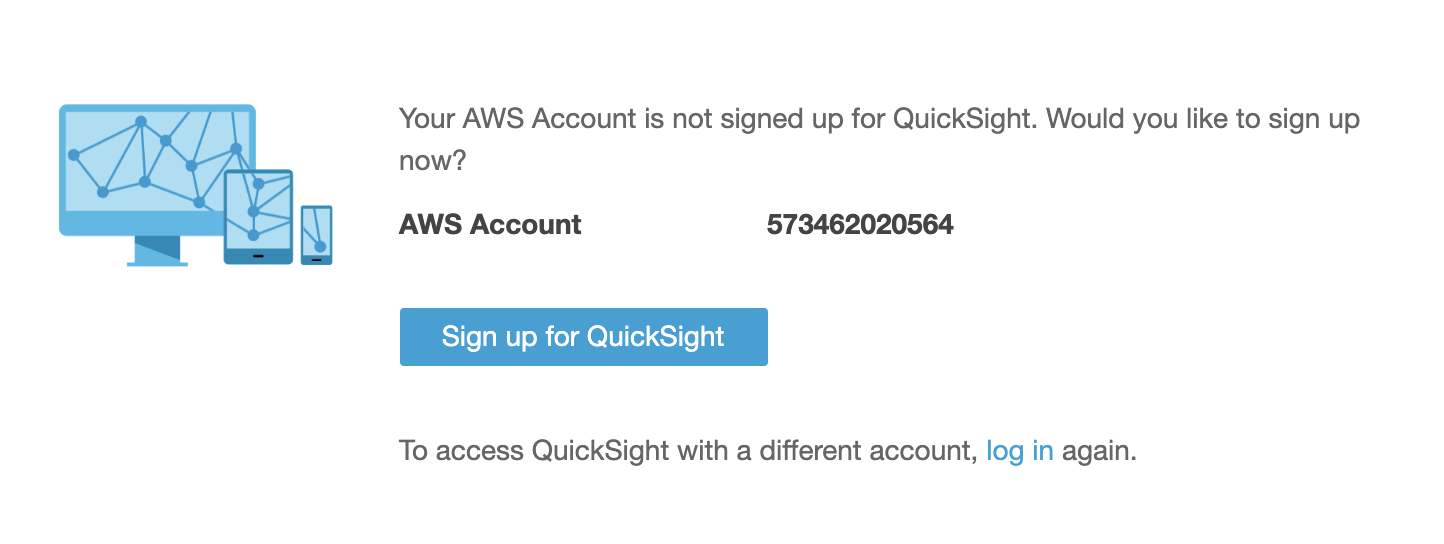 Your AWS Account is not signed up for QuickSight. Would you like to sign up
now?
AWS Account 573462020564
Sign up for QuickSight
To access QuickSight with a different account, log in again.